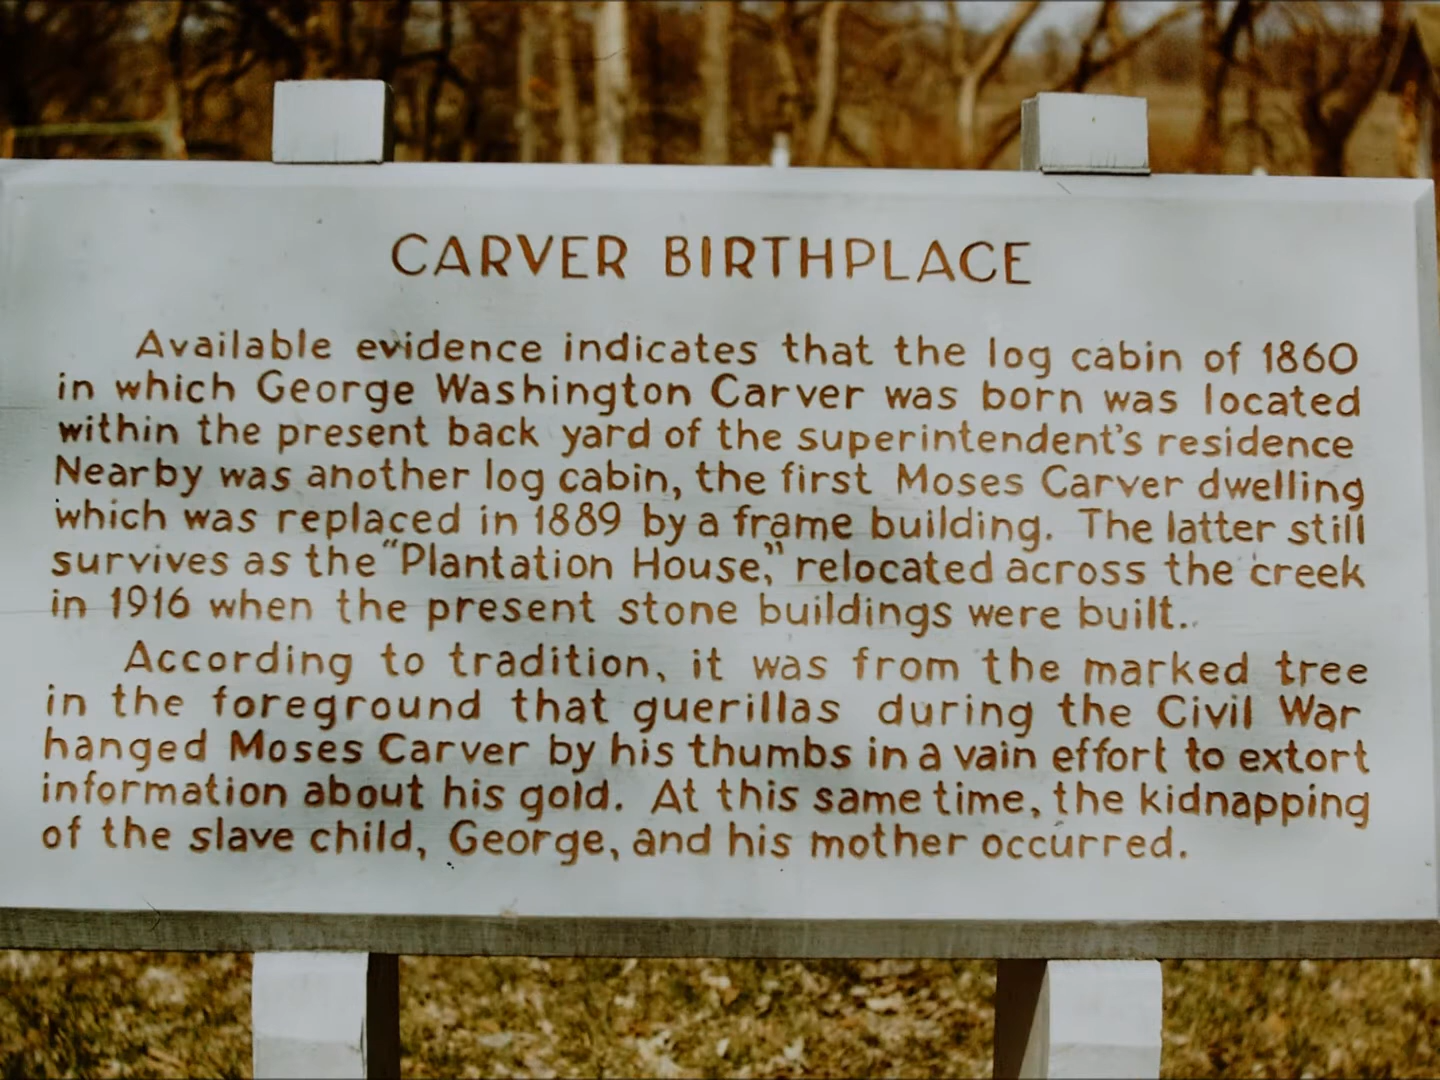 CARVER BIRTHPLACE
Available evidence indicates that the log cabin of 1860
in which George Washington Carver was born was located
within the present back yard of the superintendent's residence
Nearby was another log cabin, the first Moses Carver dwelling
which was replaced in 1889 by a frame building. The latter still
survives as the "Plantation House," relocated across the creek
in 1916 when the present stone buildings were built.
According to tradition, it was from the marked tree
in the foreground that guerillas during the Civil War
hanged Moses Carver by his thumbs in a vain effort to extort
information about his gold. At this same time, the kidnapping
of the slave child, George, and his mother occurred.